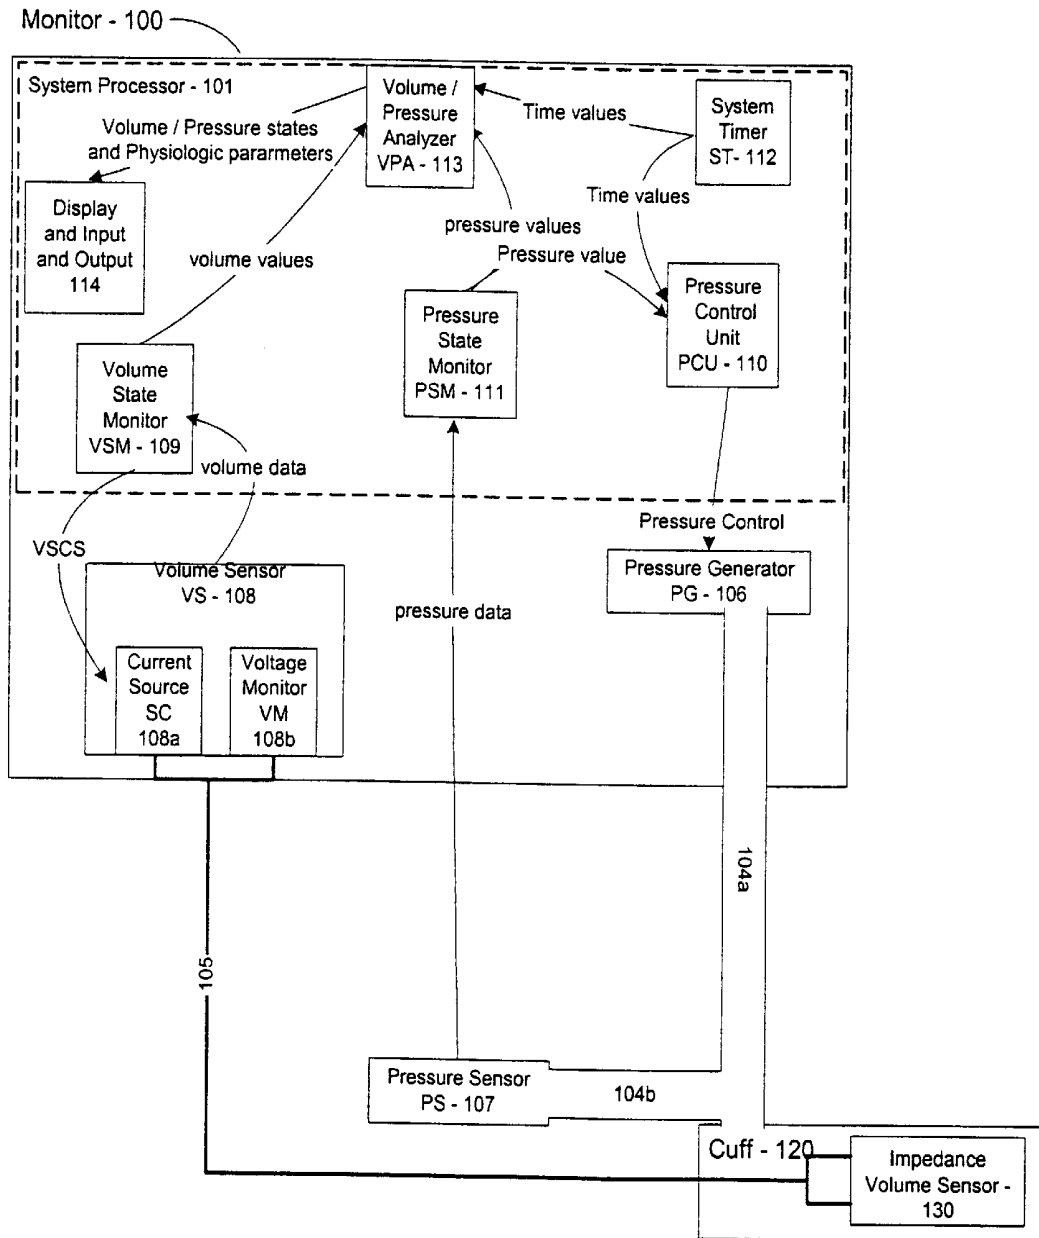 Monitor - 100
System Processor - 101
Volume /
Pressure
Analyzer
VPA - 113
Time values
System
Timer
ST- 112
Volume / Pressure states
and Physiologic pararmeters
Time values
Display
and Input
and Output
114
volume values
pressure values
Pressure value
Pressure
State
Monitor
PSM - 111
Pressure
Control
Unit
PCU - 110
Volume
State
Monitor
VSM - 109
volume data
VSCS
Pressure Control
Volume Sensor
VS - 108
Pressure Generator
PG - 106
pressure data
Current
Source
SC
108a
Voltage
Monitor
VM
108b
104a
105
Pressure Sensor
PS - 107
104b
Cuff - 120
Impedance
Volume Sensor -
130